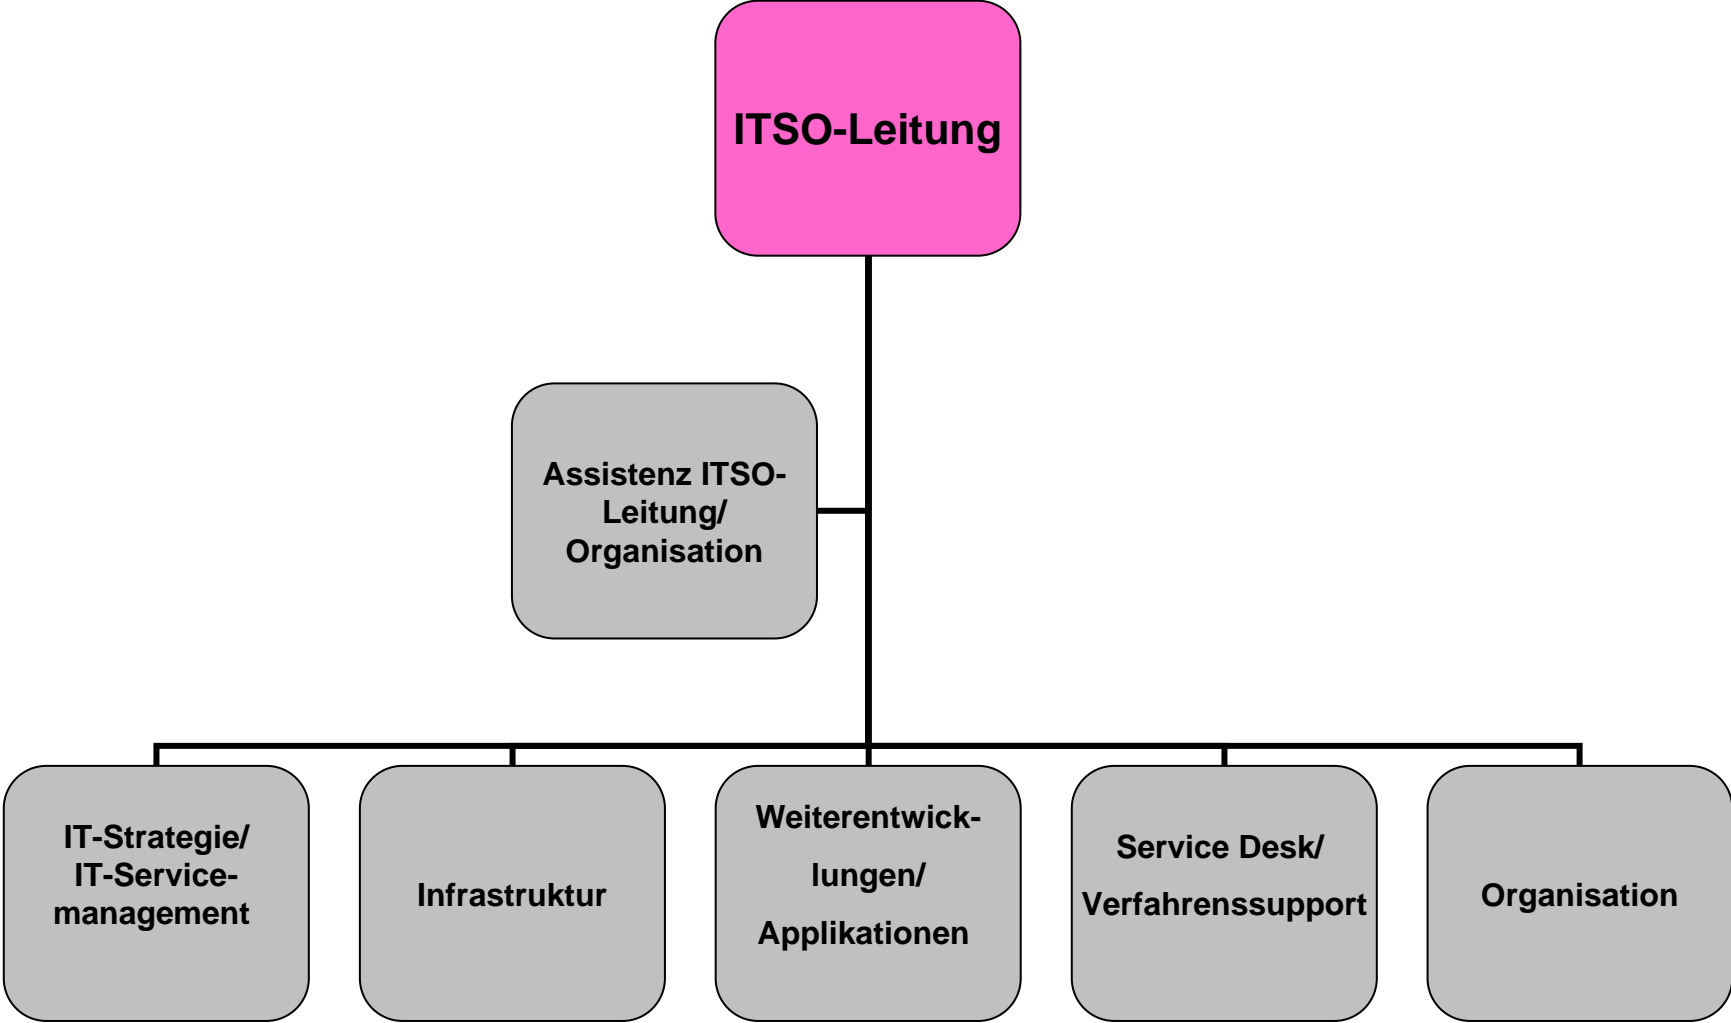 ITSO-Leitung
Assistenz ITSO-
Leitung/
Organisation
IT-Strategie/
IT-Service-
management
Infrastruktur
Weiterentwick-
lungen/
Applikationen
Service Desk/
Verfahrenssupport
Organisation